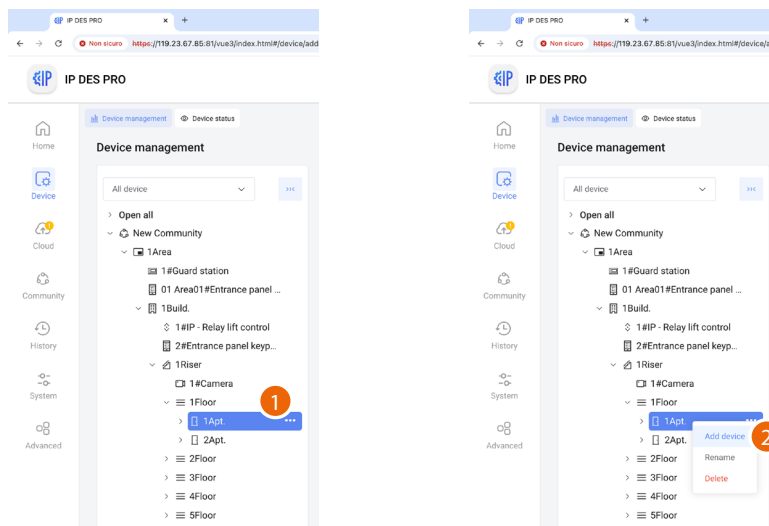 IP DES PRO × +
Non sicuro https://119.23.67.85:81/vue3/index.html#/device/add
IP IP DES PRO
Device management Device status
Home
Device management
Device
All device
Open all
New Community
Cloud
1Area
1#Guard station
01 Area01#Entrance panel ...
Community
1Build.
1#IP - Relay lift control
History
2#Entrance panel keyp...
1Riser
1#Camera
System
1Floor
1
1Apt. ...
2Apt.
Advanced
2Floor
3Floor
4Floor
5Floor
IP DES PRO × +
Non sicuro https://119.23.67.85:81/vue3/index.html#/device/a
IP IP DES PRO
Device management Device status
Home
Device management
Device
All device
Open all
New Community
Cloud
1Area
1#Guard station
01 Area01#Entrance panel ...
Community
1Build.
1#IP - Relay lift control
History
2#Entrance panel keyp...
1Riser
1#Camera
System
1Floor
1Apt. ...
2Apt.
Add device 2
Advanced
2Floor
Rename
3Floor
Delete
4Floor
5Floor